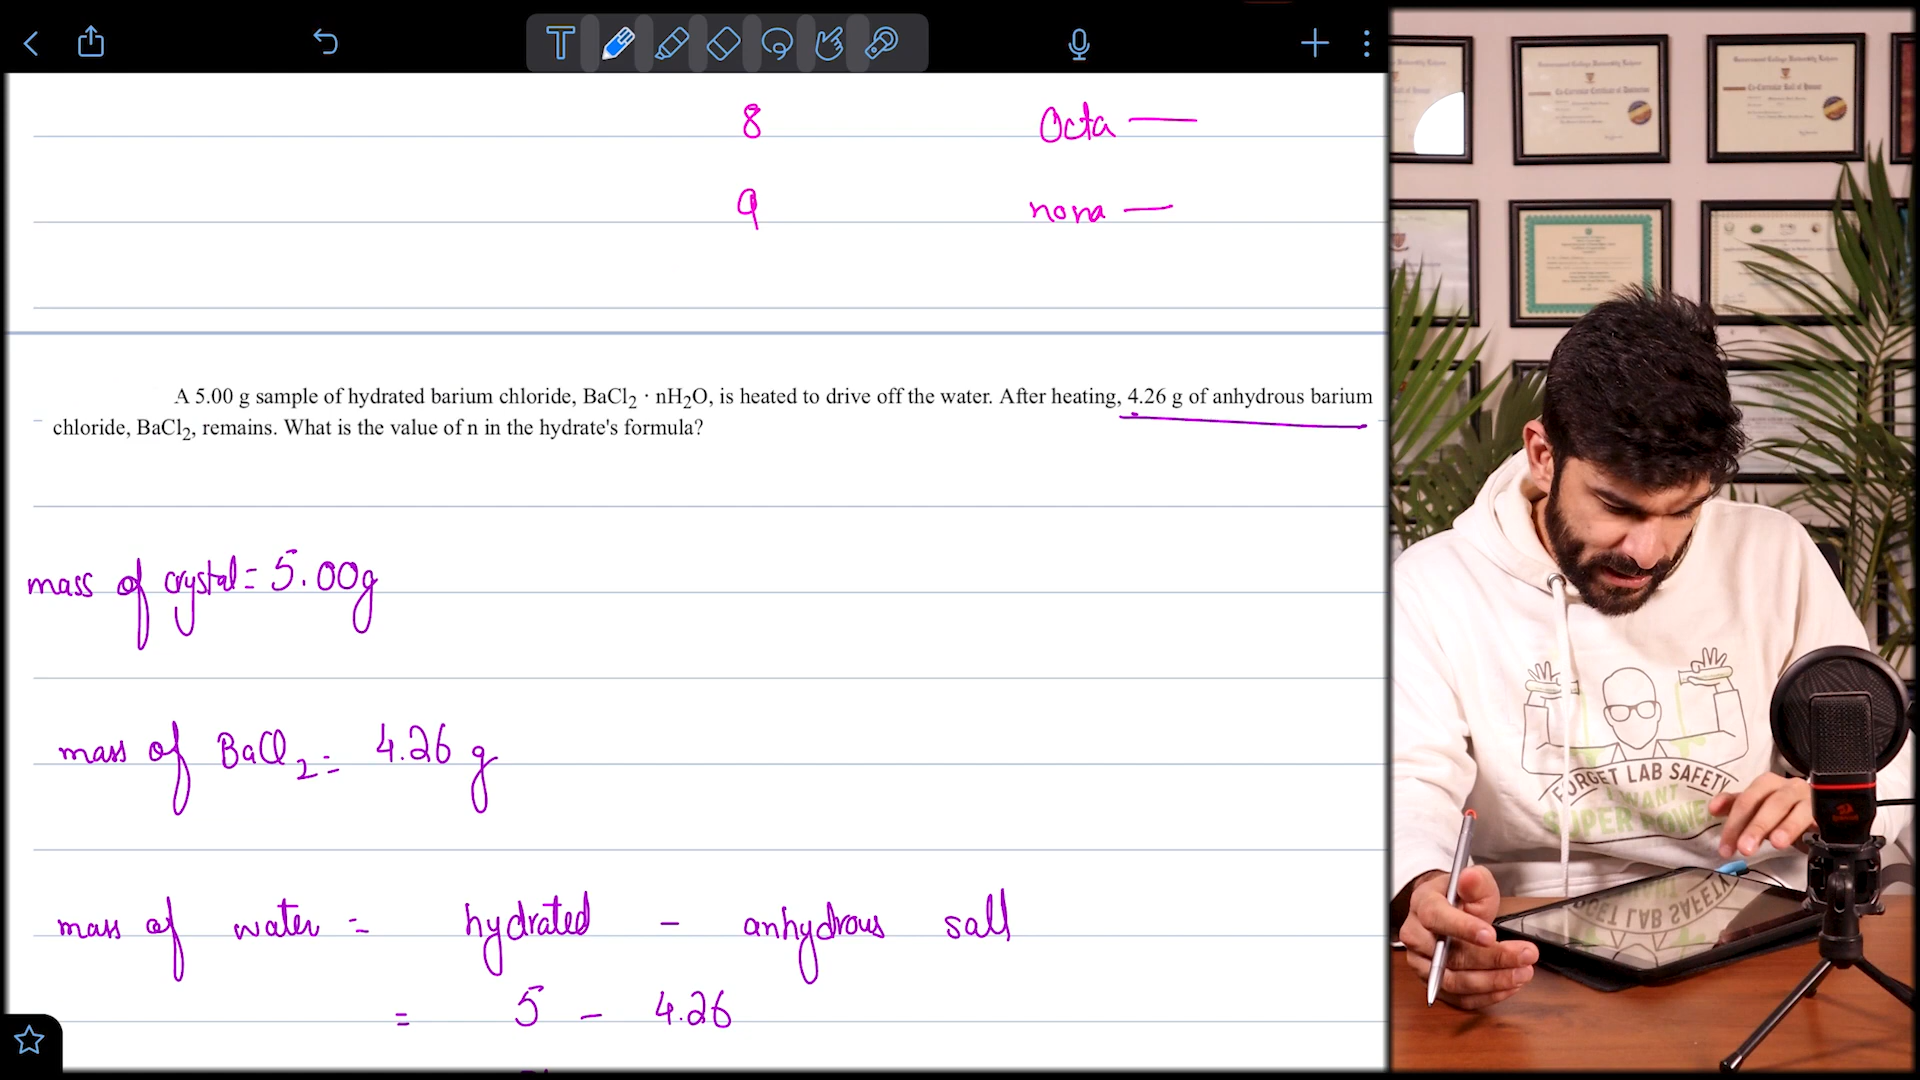 8 Octa —
9 nona —
A 5.00 g sample of hydrated barium chloride, BaCl₂ · nH₂O, is heated to drive off the water. After heating, 4.26 g of anhydrous barium
chloride, BaCl₂, remains. What is the value of n in the hydrate's formula?
mass of crystal = 5.00g
mass of BaCl₂ = 4.26 g
mass of water = hydrated - anhydrous salt
= 5 - 4.26
FORGET LAB SAFETY
I WANT
SUPER POWERS